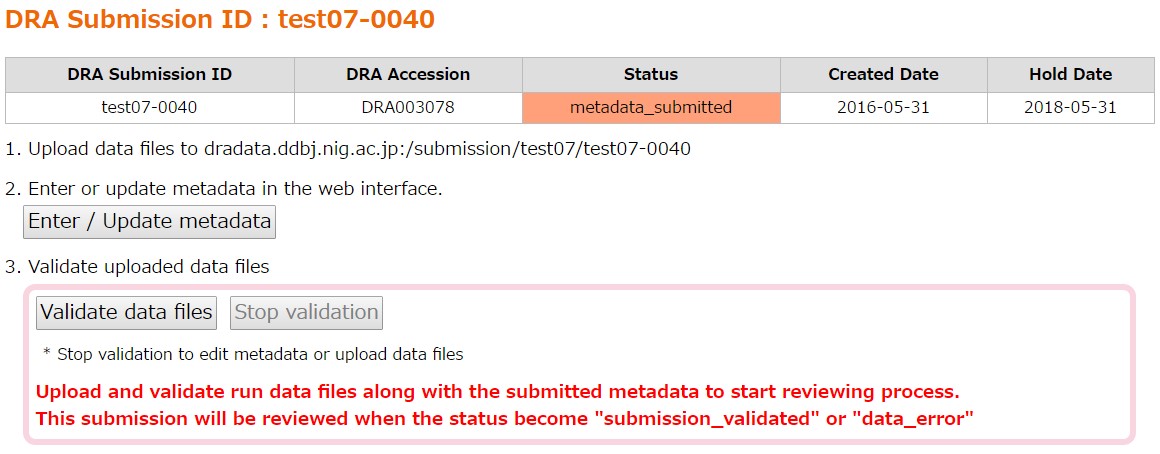 DRA Submission ID : test07-0040
DRA Submission ID DRA Accession Status Created Date Hold Date
test07-0040 DRA003078 metadata_submitted 2016-05-31 2018-05-31
1. Upload data files to dradata.ddbj.nig.ac.jp:/submission/test07/test07-0040
2. Enter or update metadata in the web interface.
Enter / Update metadata
3. Validate uploaded data files
Validate data files Stop validation
* Stop validation to edit metadata or upload data files
Upload and validate run data files along with the submitted metadata to start reviewing process.
This submission will be reviewed when the status become "submission_validated" or "data_error"